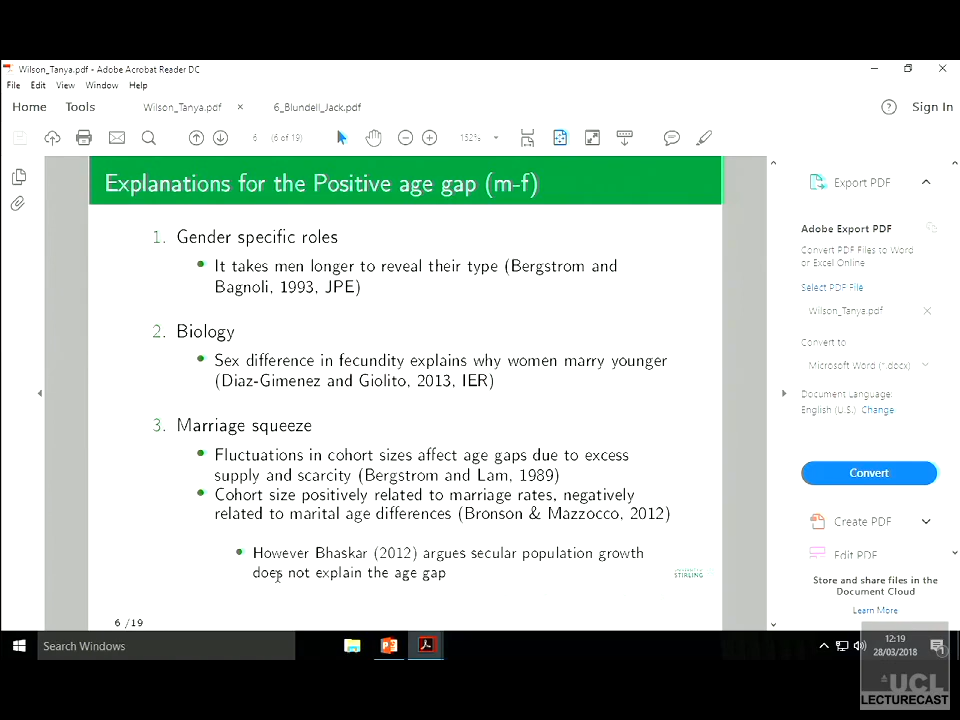 Wilson_Tanya.pdf - Adobe Acrobat Reader DC
File Edit View Window Help
Home Tools Wilson_Tanya.pdf × 6_Blundell_Jack.pdf ? Sign In
6 (6 of 19) 152%
Explanations for the Positive age gap (m-f)
1. Gender specific roles
It takes men longer to reveal their type (Bergstrom and
Bagnoli, 1993, JPE)
2. Biology
Sex difference in fecundity explains why women marry younger
(Diaz-Gimenez and Giolito, 2013, IER)
3. Marriage squeeze
Fluctuations in cohort sizes affect age gaps due to excess
supply and scarcity (Bergstrom and Lam, 1989)
Cohort size positively related to marriage rates, negatively
related to marital age differences (Bronson & Mazzocco, 2012)
However Bhaskar (2012) argues secular population growth
does not explain the age gap
STIRLING
6 /19
Export PDF
Adobe Export PDF
Convert PDF Files to Word
or Excel Online
Select PDF File
Wilson_Tanya.pdf
Convert to
Microsoft Word (*.docx)
Document Language:
English (U.S.) Change
Convert
Create PDF
Edit PDF
Store and share files in the
Document Cloud
Learn More
Search Windows
12:19
28/03/2018
1
UCL
LECTURECAST